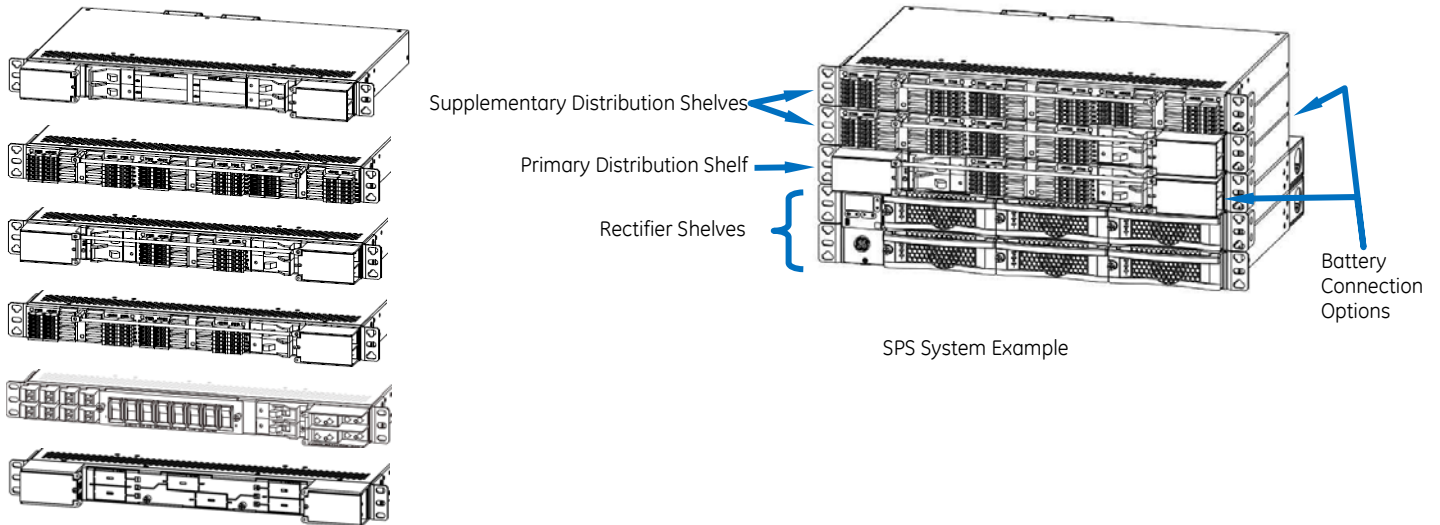 Supplementary Distribution Shelves
Primary Distribution Shelf
Rectifier Shelves
Battery
Connection
Options
SPS System Example